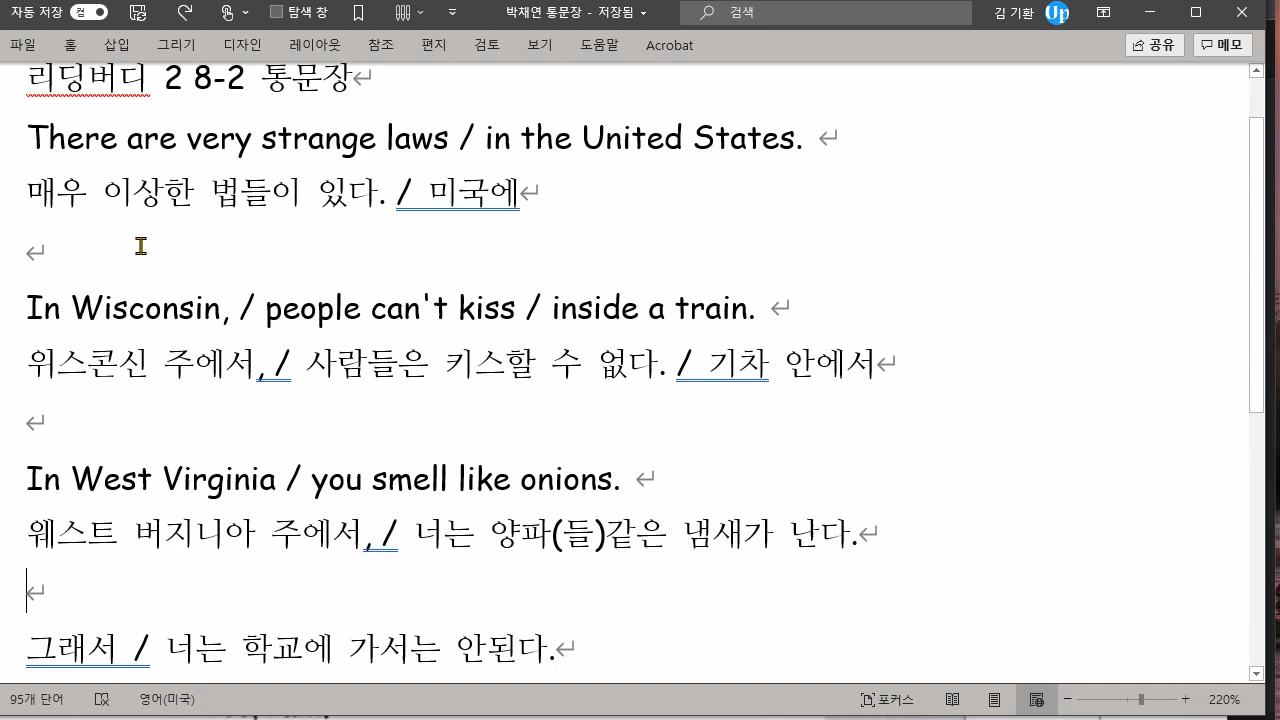 자동 저장 컴 탐색 창 박채연 통문장 - 저장됨 검색 김 기환 Up
파일 홈 삽입 그리기 디자인 레이아웃 참조 편지 검토 보기 도움말 Acrobat 공유 메모
리딩버디 2 8-2 통문장
There are very strange laws / in the United States.
매우 이상한 법들이 있다. / 미국에
In Wisconsin, / people can't kiss / inside a train.
위스콘신 주에서, / 사람들은 키스할 수 없다. / 기차 안에서
In West Virginia / you smell like onions.
웨스트 버지니아 주에서, / 너는 양파(들)같은 냄새가 난다.
그래서 / 너는 학교에 가서는 안된다.
95개 단어 영어(미국) 포커스 220%